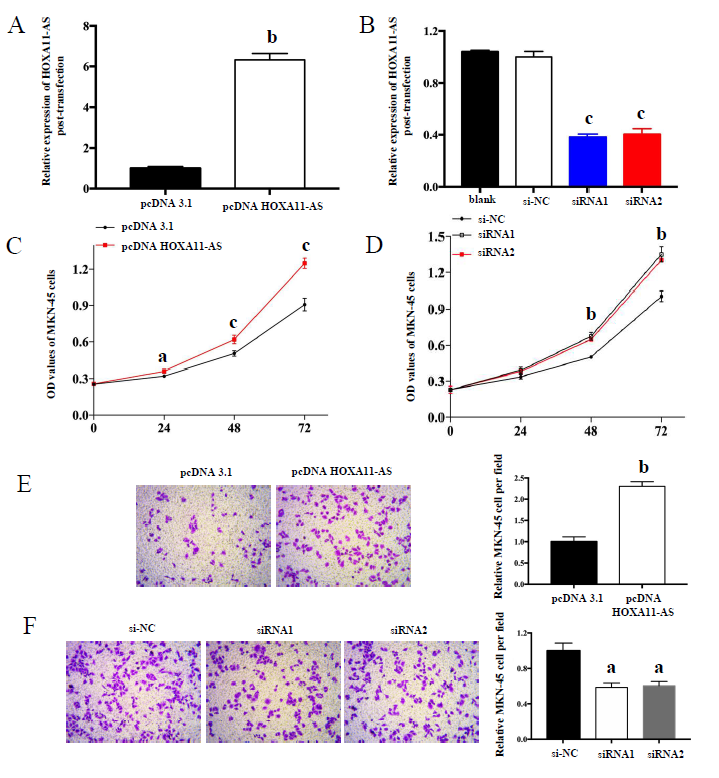 A
Relative expression of HOXA11-AS
post-transfection
8
6
4
2
0
b
pcDNA 3.1
pcDNA HOXA11-AS
B
Relative expression of HOXA11-AS
post-transfection
1.2
0.8
0.4
0.0
c
c
blank
si-NC
siRNA1
siRNA2
C
pcDNA 3.1
pcDNA HOXA11-AS
OD values of MKN-45 cells
1.2
0.9
0.6
0.3
0.0
a
c
c
0
24
48
72
D
si-NC
siRNA1
siRNA2
OD values of MKN-45 cells
1.5
1.2
0.9
0.6
0.3
0.0
b
b
0
24
48
72
E
pcDNA 3.1
pcDNA HOXA11-AS
Relative MKN-45 cell per field
2.5
2.0
1.5
1.0
0.5
0.0
b
pcDNA 3.1
pcDNA
HOXA11-AS
F
si-NC
siRNA1
siRNA2
Relative MKN-45 cell per field
1.2
0.8
0.4
0.0
a
a
si-NC
siRNA1
siRNA2